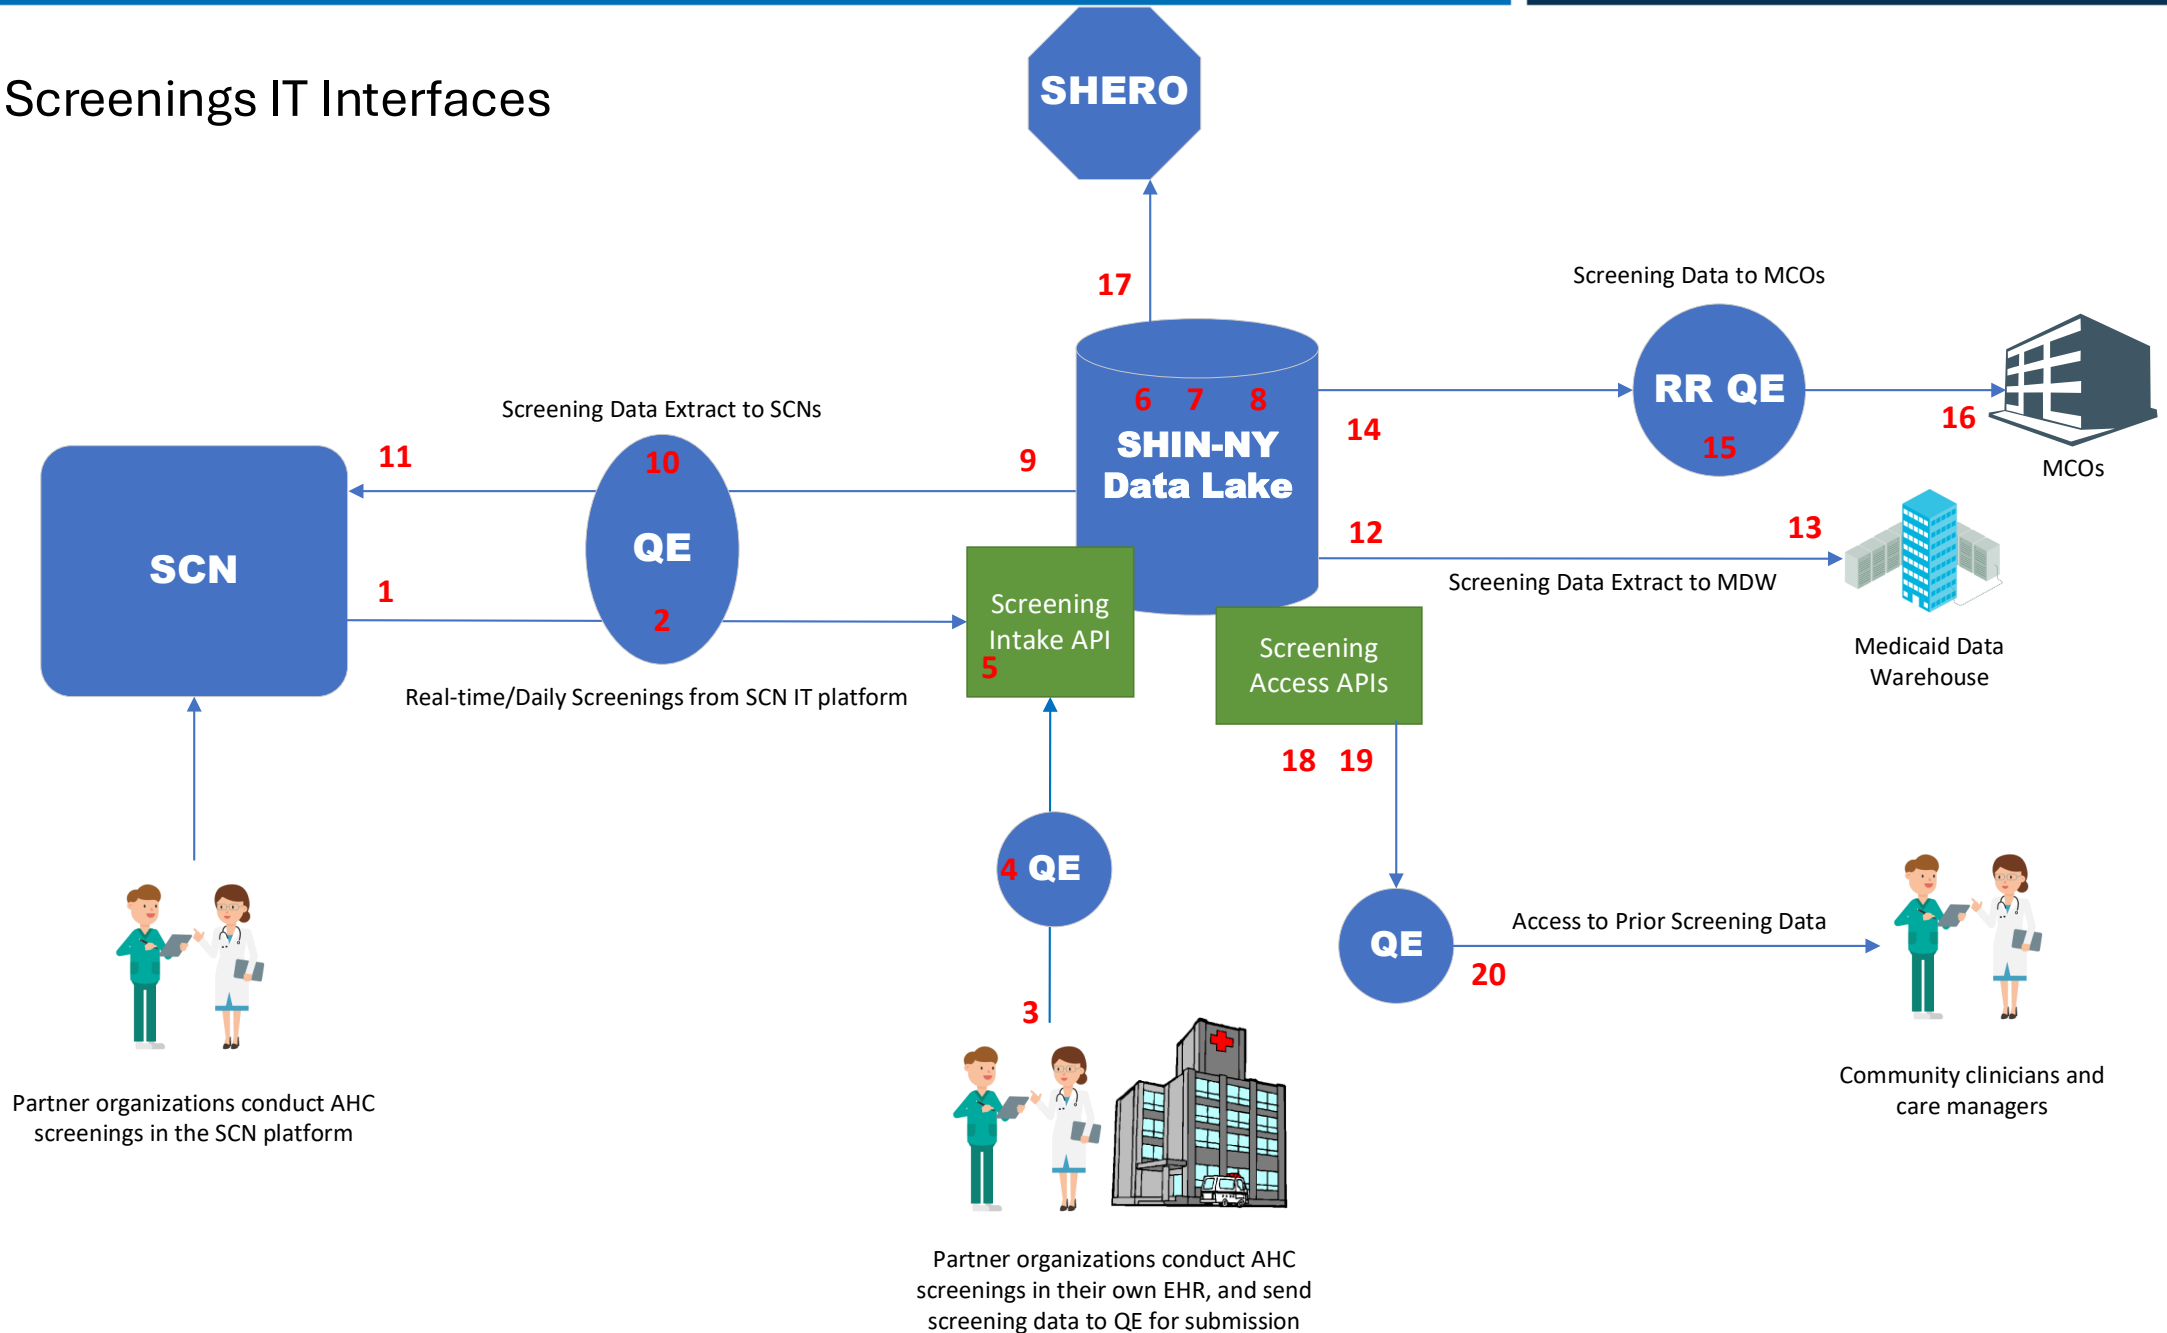 SHERO
Screenings IT Interfaces
17
Screening Data to MCOs
6 7 8
SHIN-NY
Data Lake
14
RR QE
15
16
MCOs
Screening Data Extract to SCNs
11
10
9
SCN
QE
1
2
Real-time/Daily Screenings from SCN IT platform
Screening
Intake API
5
12
13
Screening Data Extract to MDW
Medicaid Data
Warehouse
Screening
Access APIs
18 19
4 QE
3
QE
Access to Prior Screening Data
20
Community clinicians and
care managers
Partner organizations conduct AHC
screenings in the SCN platform
Partner organizations conduct AHC
screenings in their own EHR, and send
screening data to QE for submission